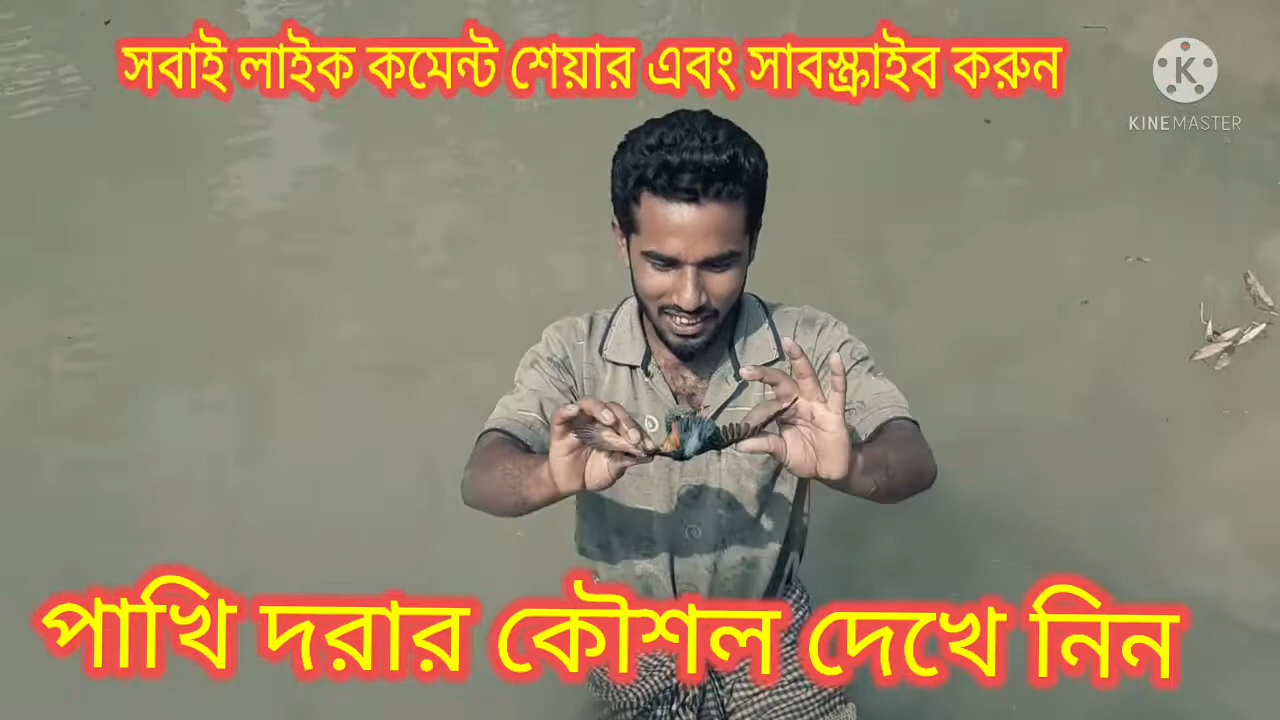 সবাই লাইক কমেন্ট শেয়ার এবং সাবস্ক্রাইব করুন
K
KINEMASTER
পাখি দরার কৌশল দেখে নিন